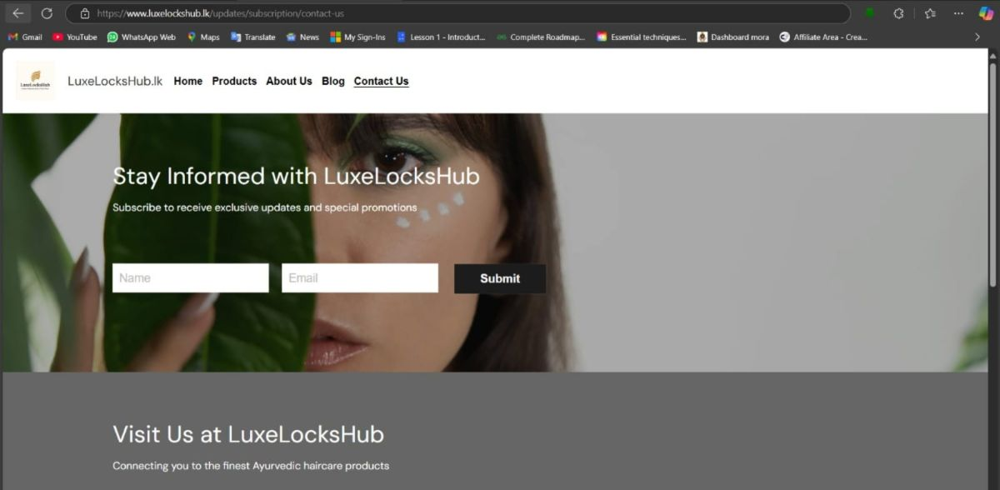 https://www.luxelockshub.lk/updates/subscription/contact-us
Gmail YouTube WhatsApp Web Maps Translate News My Sign-Ins Lesson 1 - Introduct... Complete Roadmap... Essential techniques... Dashboard mora Affiliate Area - Crea...
LuxeLocksHub LuxeLocksHub.lk Home Products About Us Blog Contact Us
Stay Informed with LuxeLocksHub
Subscribe to receive exclusive updates and special promotions
Name Email Submit
Visit Us at LuxeLocksHub
Connecting you to the finest Ayurvedic haircare products